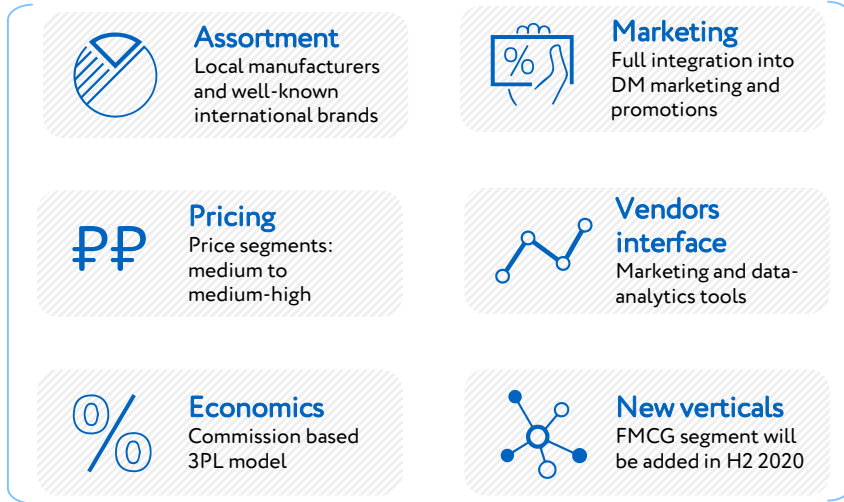 Assortment
Local manufacturers
and well-known
international brands
%
Marketing
Full integration into
DM marketing and
promotions
₽₽
Pricing
Price segments:
medium to
medium-high
Vendors
interface
Marketing and data-
analytics tools
%
Economics
Commission based
3PL model
New verticals
FMCG segment will
be added in H2 2020